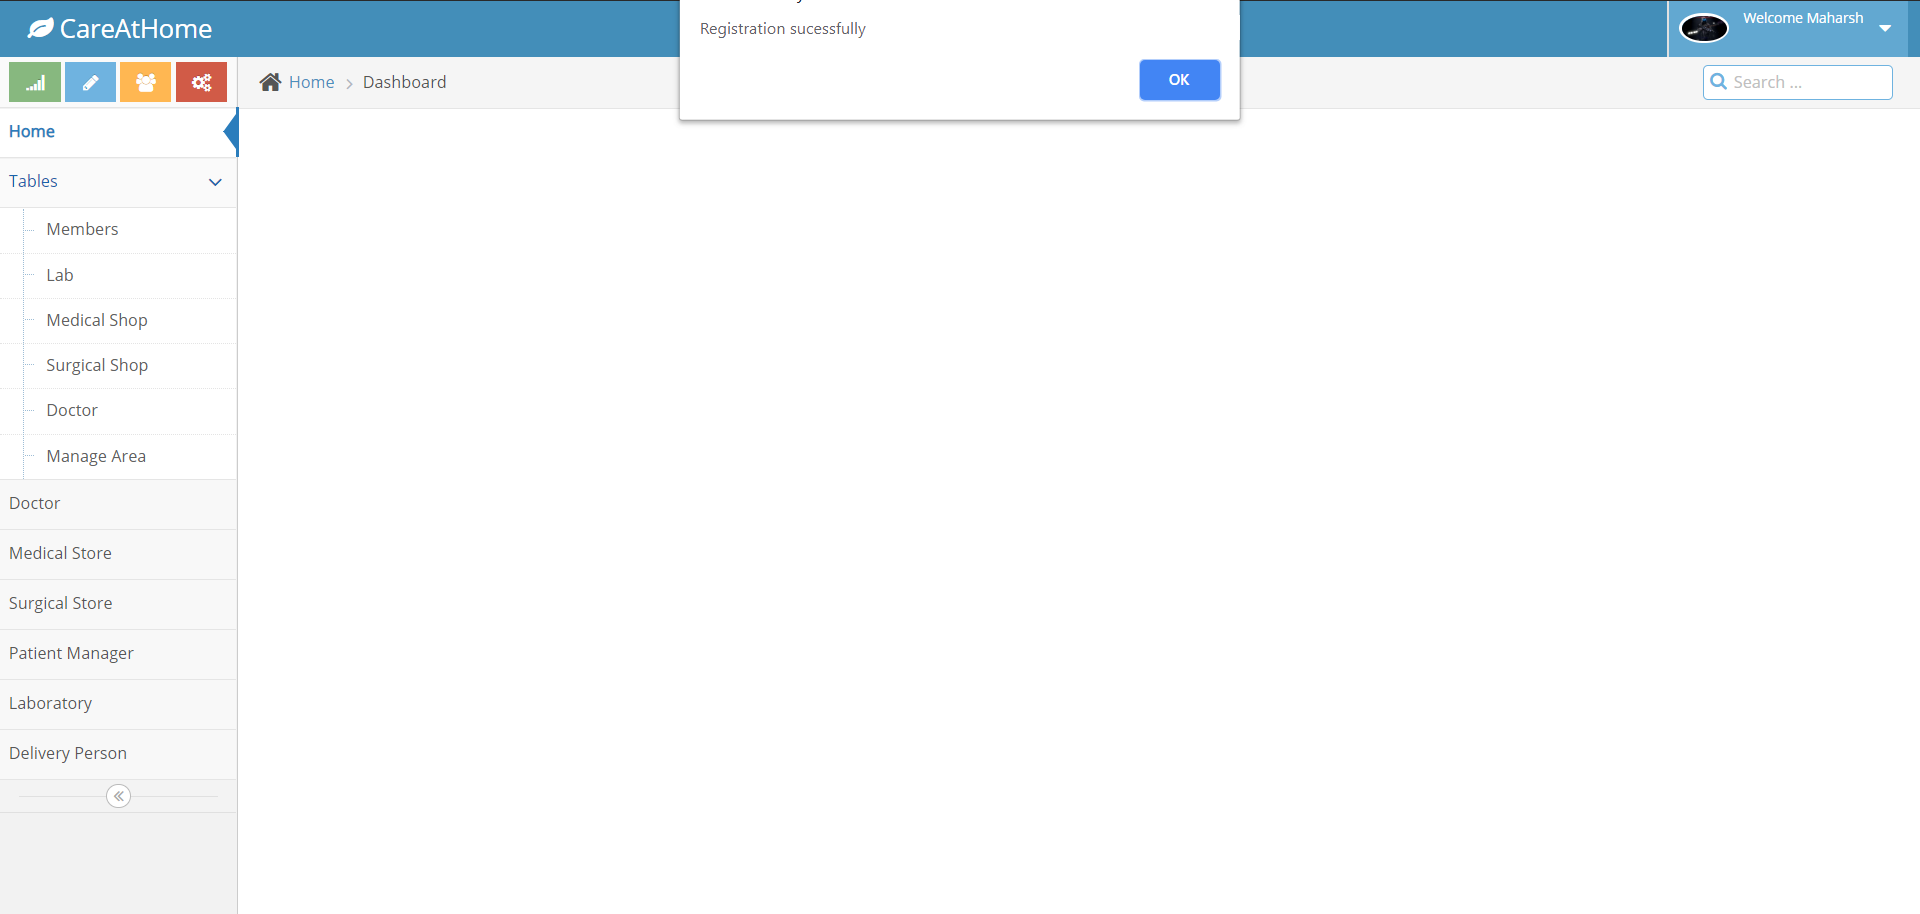 CareAtHome
Registration sucessfully
OK
Welcome Maharsh
Home
Dashboard
Search ...
Home
Tables
Members
Lab
Medical Shop
Surgical Shop
Doctor
Manage Area
Doctor
Medical Store
Surgical Store
Patient Manager
Laboratory
Delivery Person